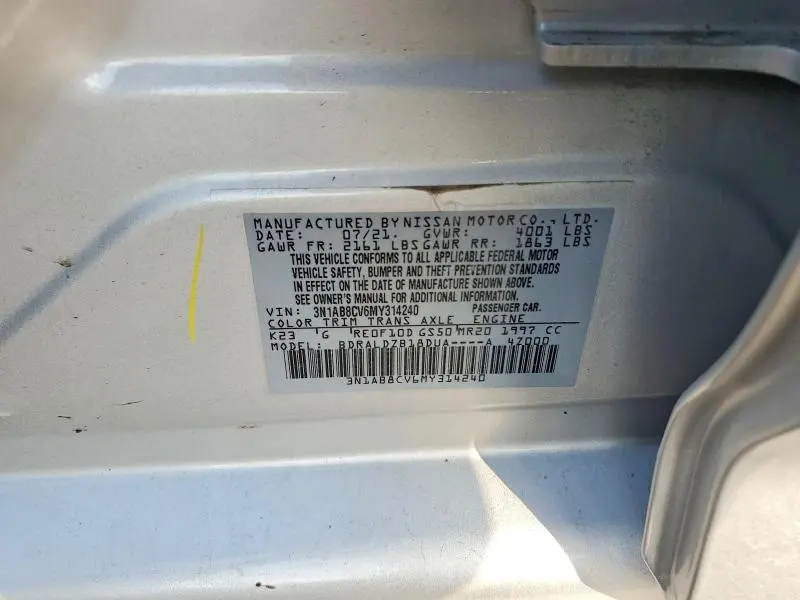 MANUFACTURED BY NISSAN MOTOR CO., LTD.
DATE: 07/21. GVWR: 4001 LBS
GAWR FR: 2161 LBS GAWR RR: 1863 LBS
THIS VEHICLE CONFORMS TO ALL APPLICABLE FEDERAL MOTOR
VEHICLE SAFETY, BUMPER AND THEFT PREVENTION STANDARDS
IN EFFECT ON THE DATE OF MANUFACTURE SHOWN ABOVE.
SEE OWNER'S MANUAL FOR ADDITIONAL INFORMATION.
VIN: 3N1AB8CV6MY314240 PASSENGER CAR.
COLOR TRIM TRANS AXLE ENGINE
K23 'G 'RE0F10D GS50 MR20 1997 CC
MODEL: BDRALDZB18DUA----A 47000
3N1AB8CV6MY314240